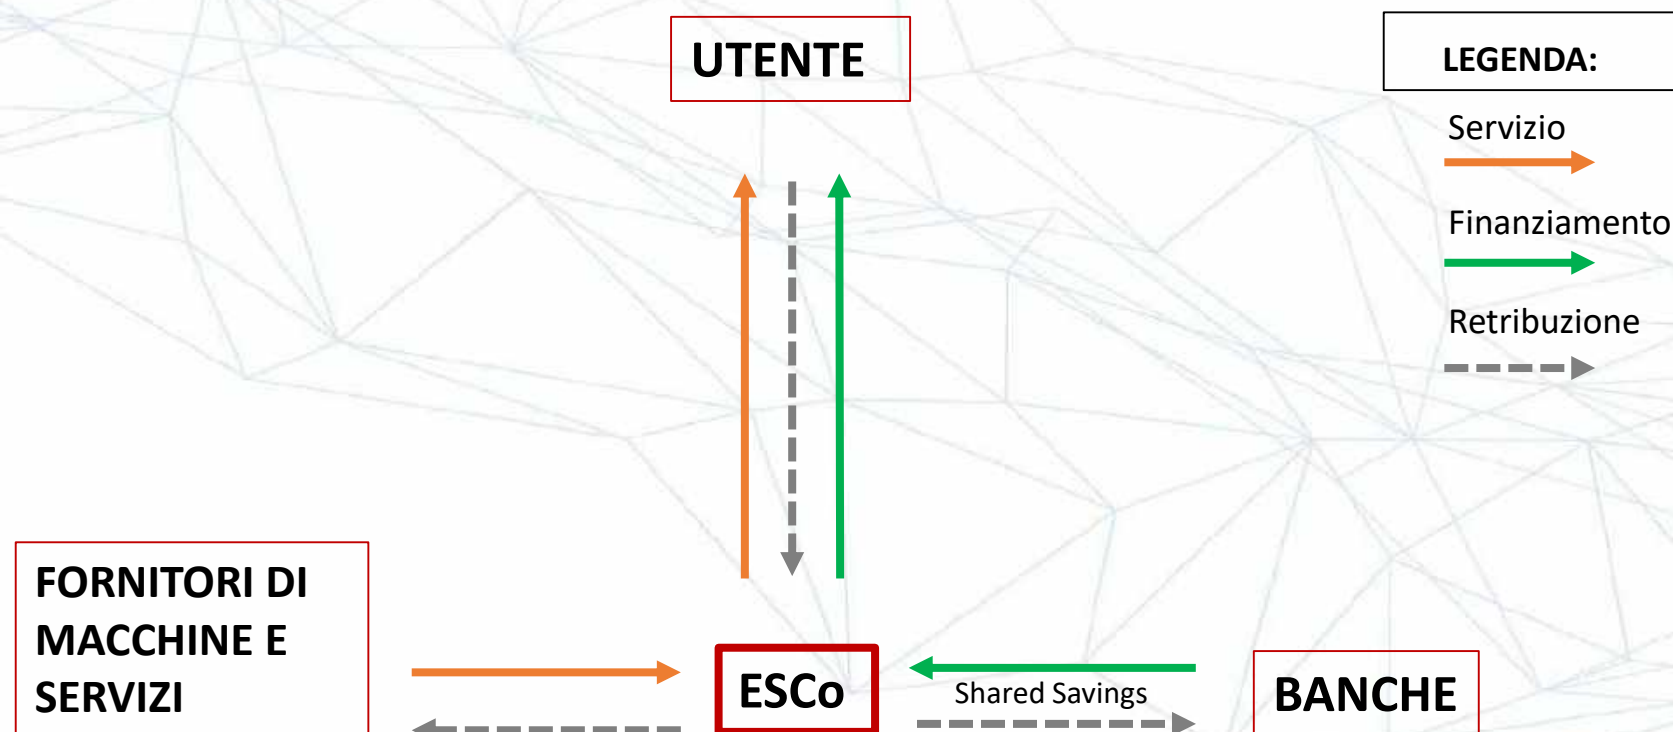 UTENTE
LEGENDA:
Servizio
Finanziamento
Retribuzione
FORNITORI DI
MACCHINE E
SERVIZI
ESCo
Shared Savings
BANCHE